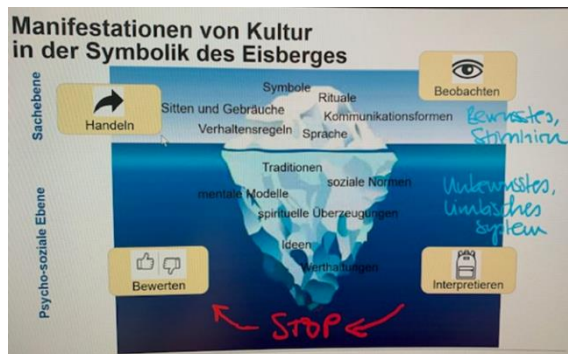 Manifestationen von Kultur
in der Symbolik des Eisberges
Sachebene
Psycho-soziale Ebene
Handeln
Beobachten
Symbole
Rituale
Sitten und Gebräuche
Kommunikationsformen
Verhaltensregeln
Sprache
Bewusstes,
Stirnhirn
Traditionen
soziale Normen
mentale Modelle
spirituelle Überzeugungen
Ideen
Werthaltungen
Unbewusstes,
limbisches
System
Bewerten
Interpretieren
STOP